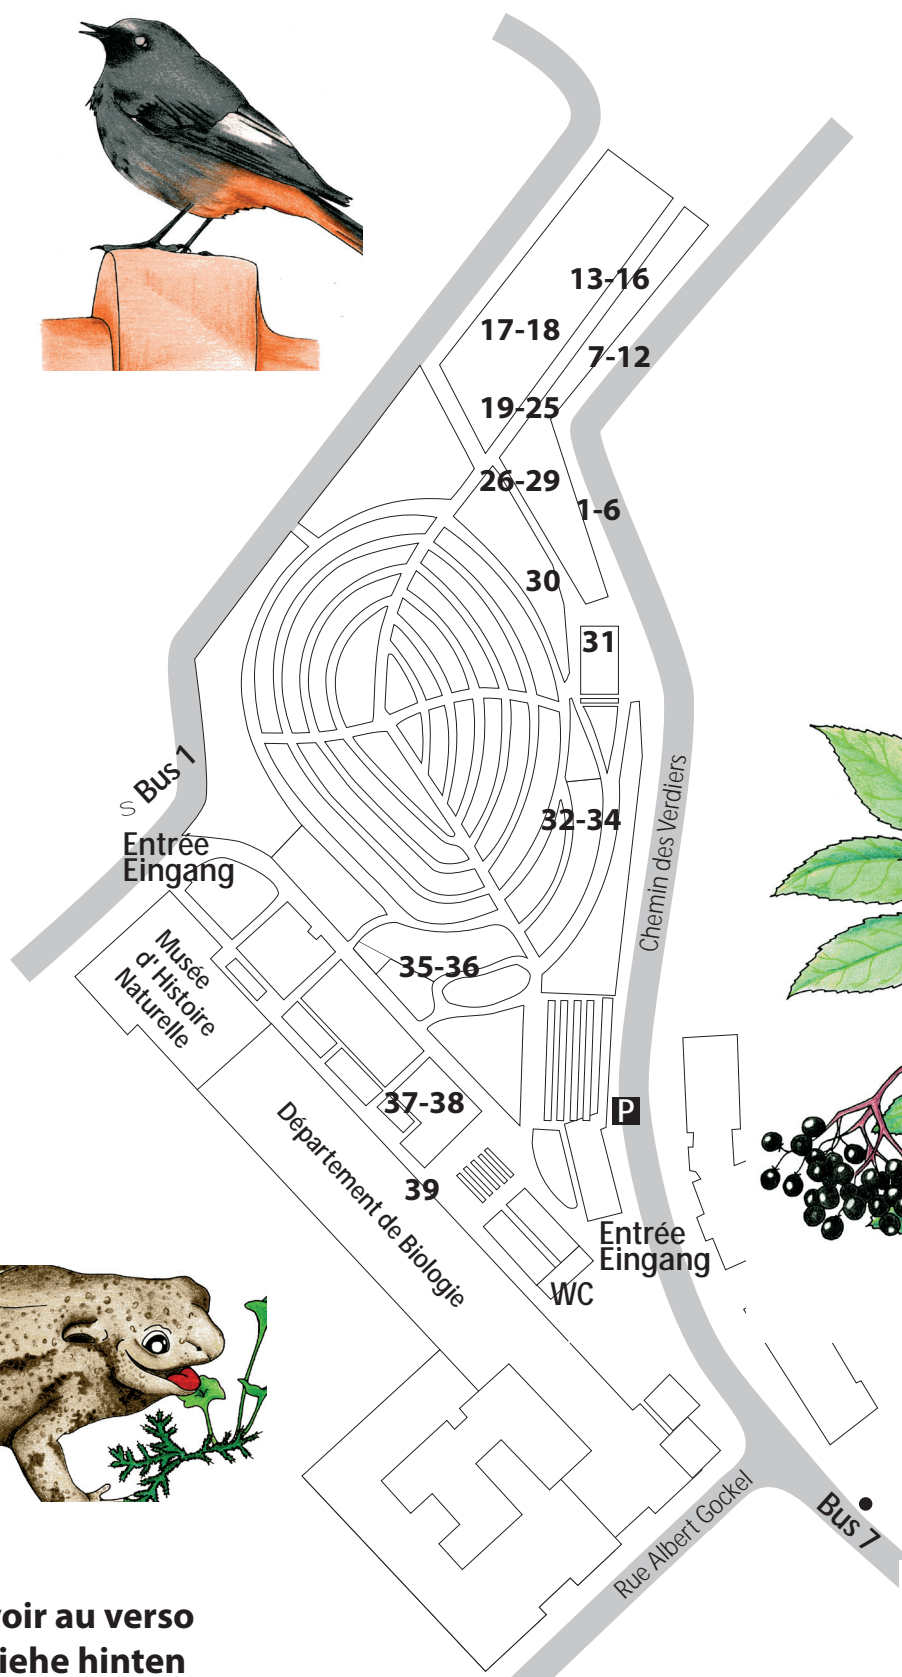 13-16
17-18
7-12
19-25
26-29
1-6
30
31
S Bus 1
32-34
Chemin des Verdiers
Entrée
Eingang
Musée
d' Histoire
Naturelle
35-36
37-38
P
Département de Biologie
39
Entrée
Eingang
WC
Rue Albert Gockel
Bus 7
voir au verso
iehe hinten